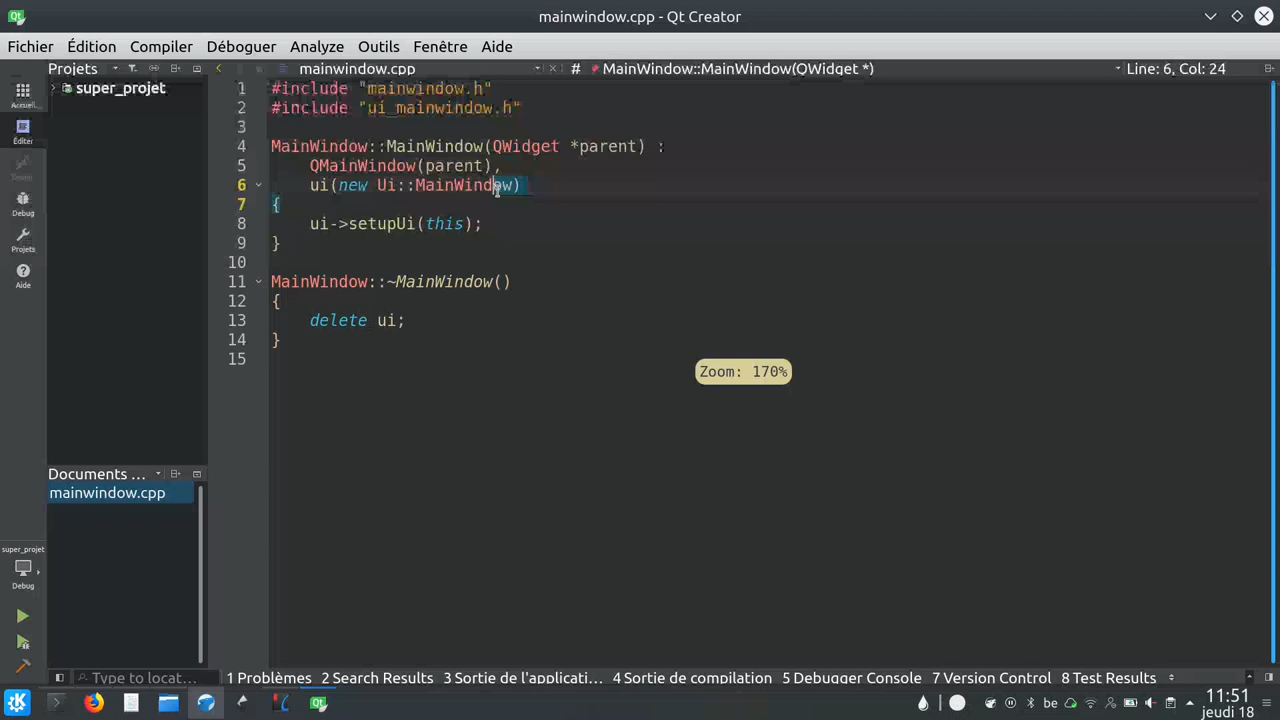 mainwindow.cpp - Qt Creator
Fichier Édition Compiler Déboguer Analyze Outils Fenêtre Aide
Projets mainwindow.cpp # MainWindow::MainWindow(QWidget *) Line: 6, Col: 24
Accueil
Éditer
Debug
Projets
Aide
super_projet
1 #include "mainwindow.h"
2 #include "ui_mainwindow.h"
3
4 MainWindow::MainWindow(QWidget *parent) :
5 QMainWindow(parent),
6 ui(new Ui::MainWindow)
7 {
8 ui->setupUi(this);
9 }
10
11 MainWindow::~MainWindow()
12 {
13 delete ui;
14 }
15
Zoom: 170%
Documents ...
mainwindow.cpp
super_projet
Debug
Type to locat...
1 Problèmes 2 Search Results 3 Sortie de l'applicati... 4 Sortie de compilation 5 Debugger Console 7 Version Control 8 Test Results
be
11:51
jeudi 18